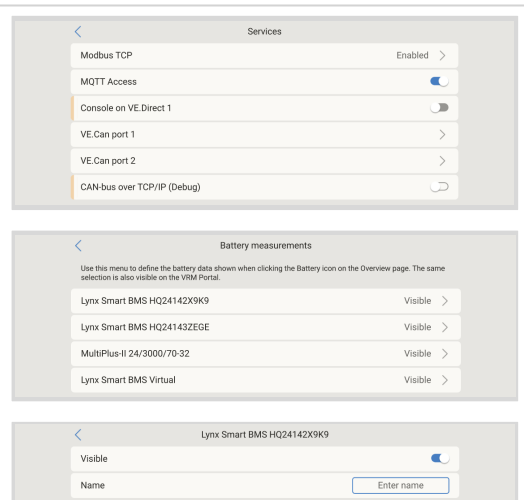 Services
Modbus TCP Enabled
MQTT Access
Console on VE.Direct 1
VE.Can port 1
VE.Can port 2
CAN-bus over TCP/IP (Debug)
Battery measurements
Use this menu to define the battery data shown when clicking the Battery icon on the Overview page. The same
selection is also visible on the VRM Portal.
Lynx Smart BMS HQ24142X9K9 Visible
Lynx Smart BMS HQ24143ZEGE Visible
MultiPlus-II 24/3000/70-32 Visible
Lynx Smart BMS Virtual Visible
Lynx Smart BMS HQ24142X9K9
Visible
Name Enter name